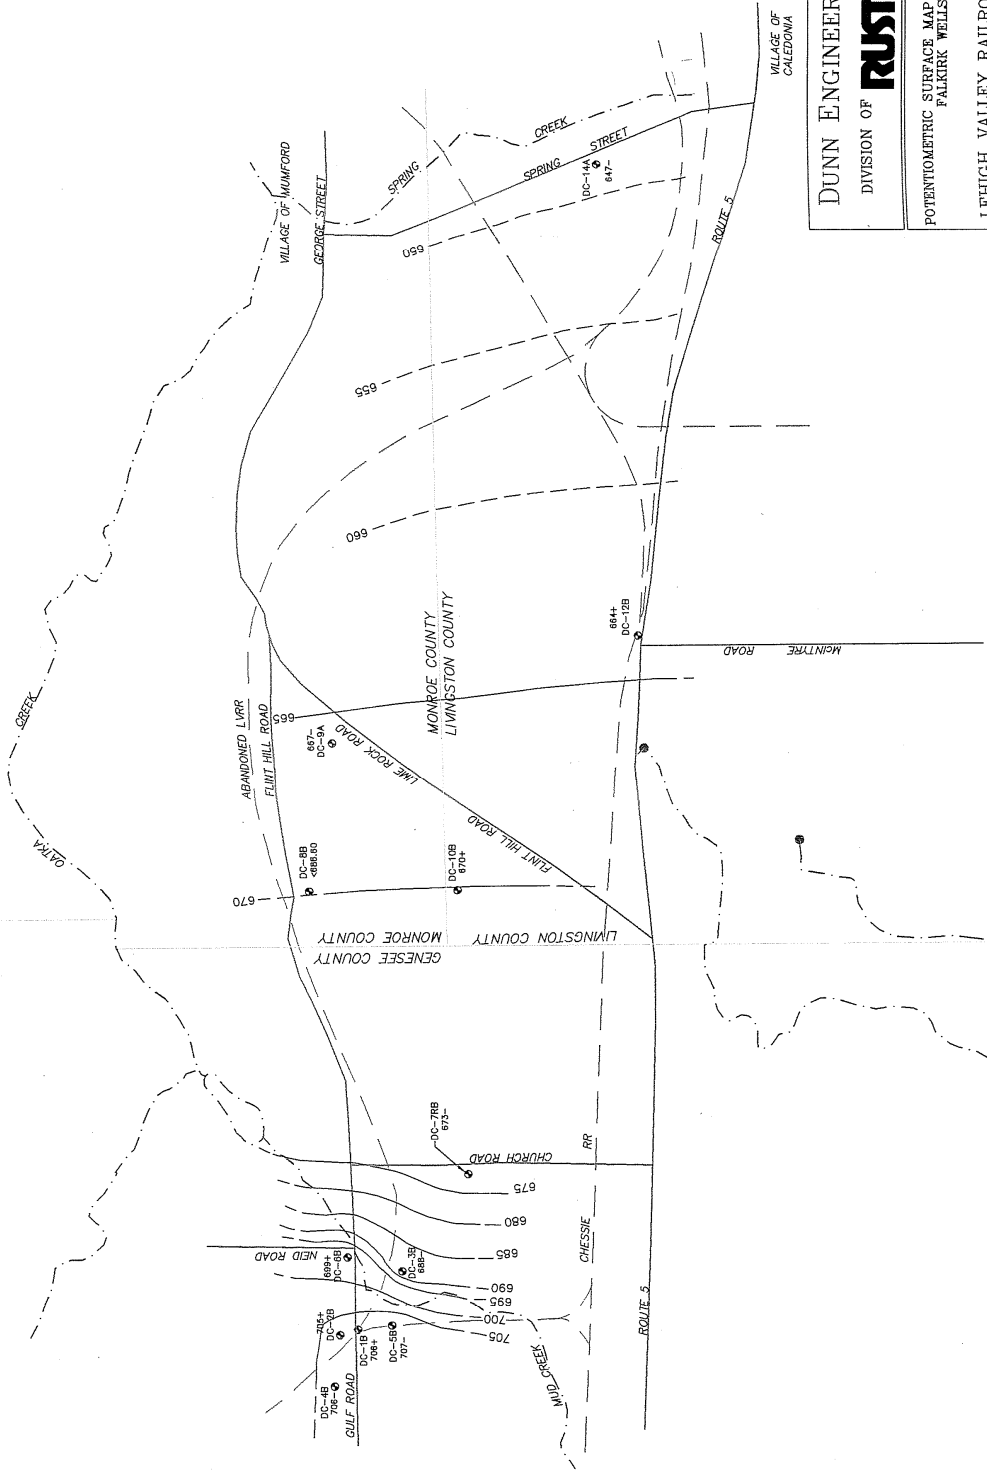 VILLAGE OF
CALEDONIA
DUNN ENGINEER
DIVISION OF RUST
POTENTIOMETRIC SURFACE MAP
FALKIRK WELLS
LEHIGH VALLEY RAILRO
VILLAGE OF MUMFORD
GEORGE STREET
SPRING
CREEK
SPRING
STREET
DC-14A
647-
650
ROUTE 5
655
660
CREEK
OATKA
ABANDONED LVRR
FLINT HILL ROAD
665
667-
DC-9A
LIME ROCK ROAD
MONROE COUNTY
LIVINGSTON COUNTY
664+
DC-12B
McINTYRE
ROAD
FLINT HILL ROAD
DC-8B
<686.60
DC-10B
670+
670
MONROE COUNTY
LIVINGSTON COUNTY
GENESEE COUNTY
DC-7RB
673-
CHURCH ROAD
RR
CHESSIE
675
680
685
690
695
700
705
NEID ROAD
699+
DC-6B
DC-3B
688-
705+
DC-2B
DC-1B
706+
DC-5B
707-
DC-4B
706-
GULF ROAD
MUD CREEK
ROUTE 5